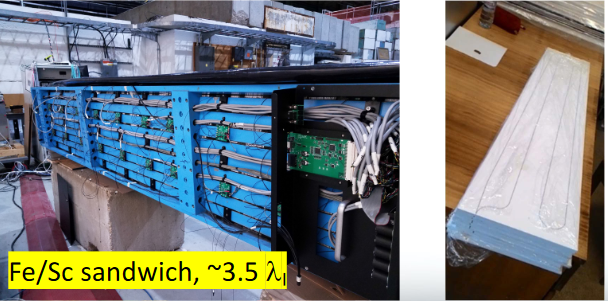 Fe/Sc sandwich, ~3.5 λI